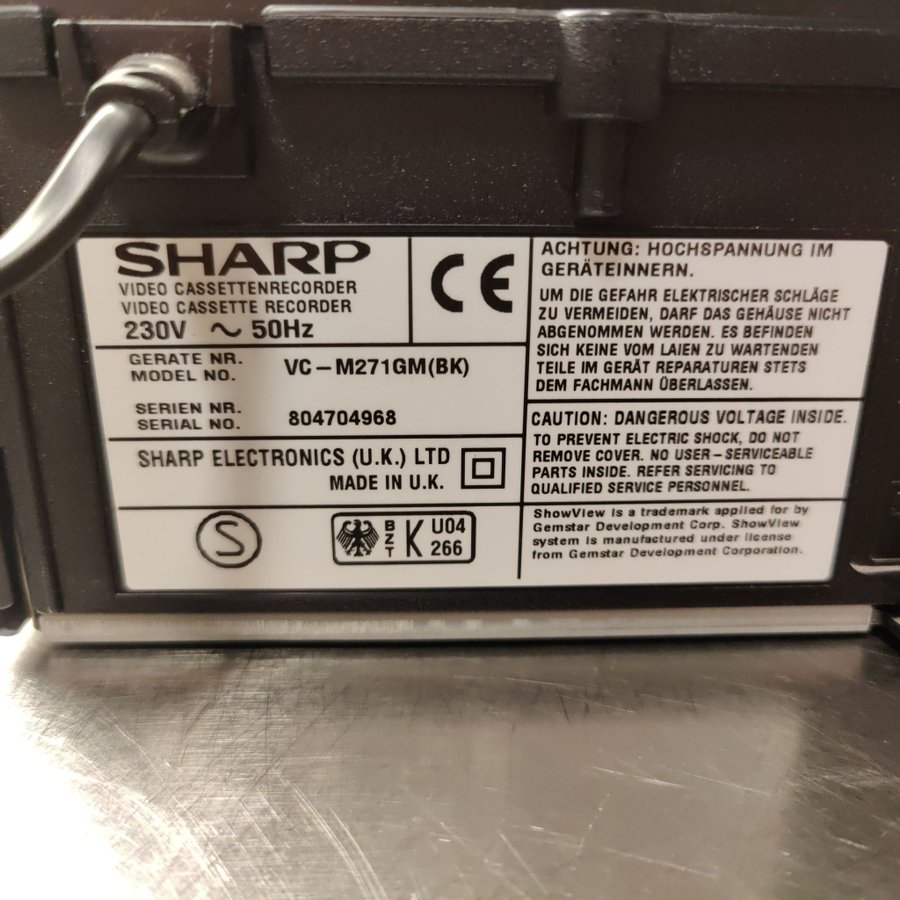 SHARP
VIDEO CASSETTENRECORDER
VIDEO CASSETTE RECORDER
230V ~ 50Hz
CE
GERATE NR.
MODEL NO.
VC-M271GM(BK)
SERIEN NR.
SERIAL NO.
804704968
SHARP ELECTRONICS (U.K.) LTD
MADE IN U.K.
S
BZT
K U04
266
ACHTUNG: HOCHSPANNUNG IM
GERÄTEINNERN.
UM DIE GEFAHR ELEKTRISCHER SCHLÄGE
ZU VERMEIDEN, DARF DAS GEHÄUSE NICHT
ABGENOMMEN WERDEN. ES BEFINDEN
SICH KEINE VOM LAIEN ZU WARTENDEN
TEILE IM GERÄT REPARATUREN STETS
DEM FACHMANN ÜBERLASSEN.
CAUTION: DANGEROUS VOLTAGE INSIDE.
TO PREVENT ELECTRIC SHOCK, DO NOT
REMOVE COVER. NO USER-SERVICEABLE
PARTS INSIDE. REFER SERVICING TO
QUALIFIED SERVICE PERSONNEL.
ShowView is a trademark applied for by
Gemstar Development Corp. ShowView
system is manufactured under license
from Gemstar Development Corporation.